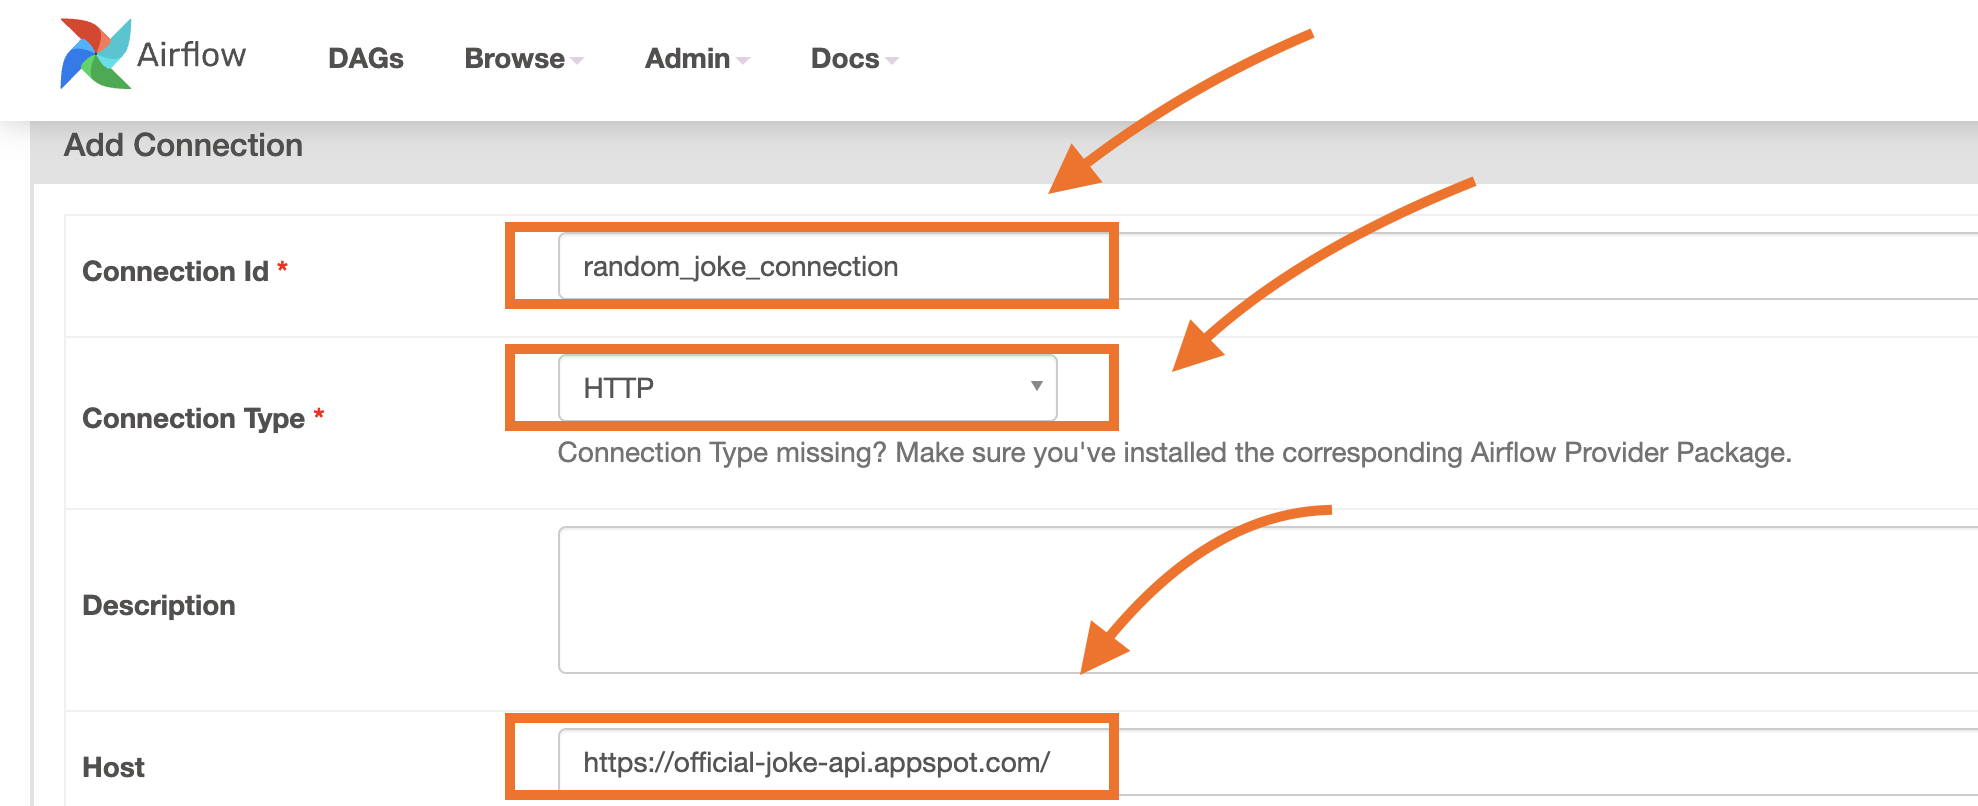 Airflow DAGs Browse Admin Docs
Add Connection
Connection Id * random_joke_connection
Connection Type * HTTP
Connection Type missing? Make sure you've installed the corresponding Airflow Provider Package.
Description
Host https://official-joke-api.appspot.com/